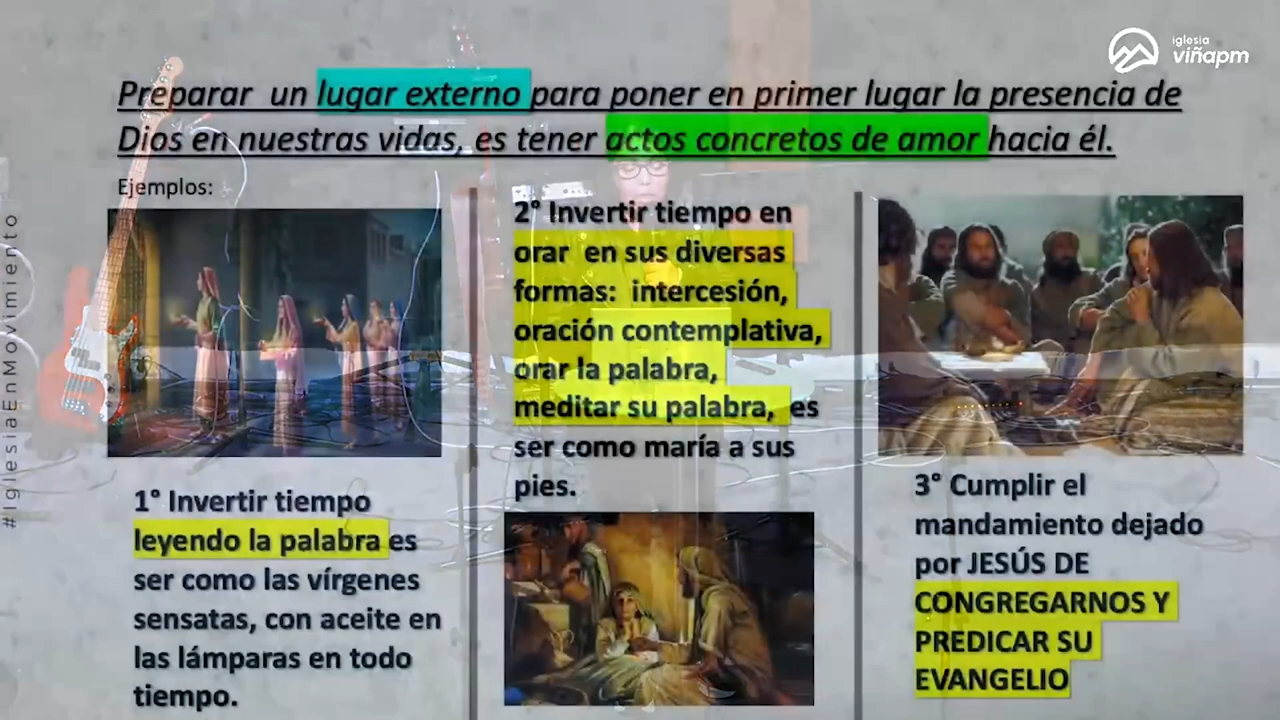 iglesia
viñapm
Preparar un lugar externo para poner en primer lugar la presencia de
Dios en nuestras vidas, es tener actos concretos de amor hacia él.
Ejemplos:
1° Invertir tiempo
leyendo la palabra es
ser como las vírgenes
sensatas, con aceite en
las lámparas en todo
tiempo.
2° Invertir tiempo en
orar en sus diversas
formas: intercesión,
oración contemplativa,
orar la palabra,
meditar su palabra, es
ser como maría a sus
pies.
3° Cumplir el
mandamiento dejado
por JESÚS DE
CONGREGARNOS Y
PREDICAR SU
EVANGELIO
#IglesiaEnMovimiento